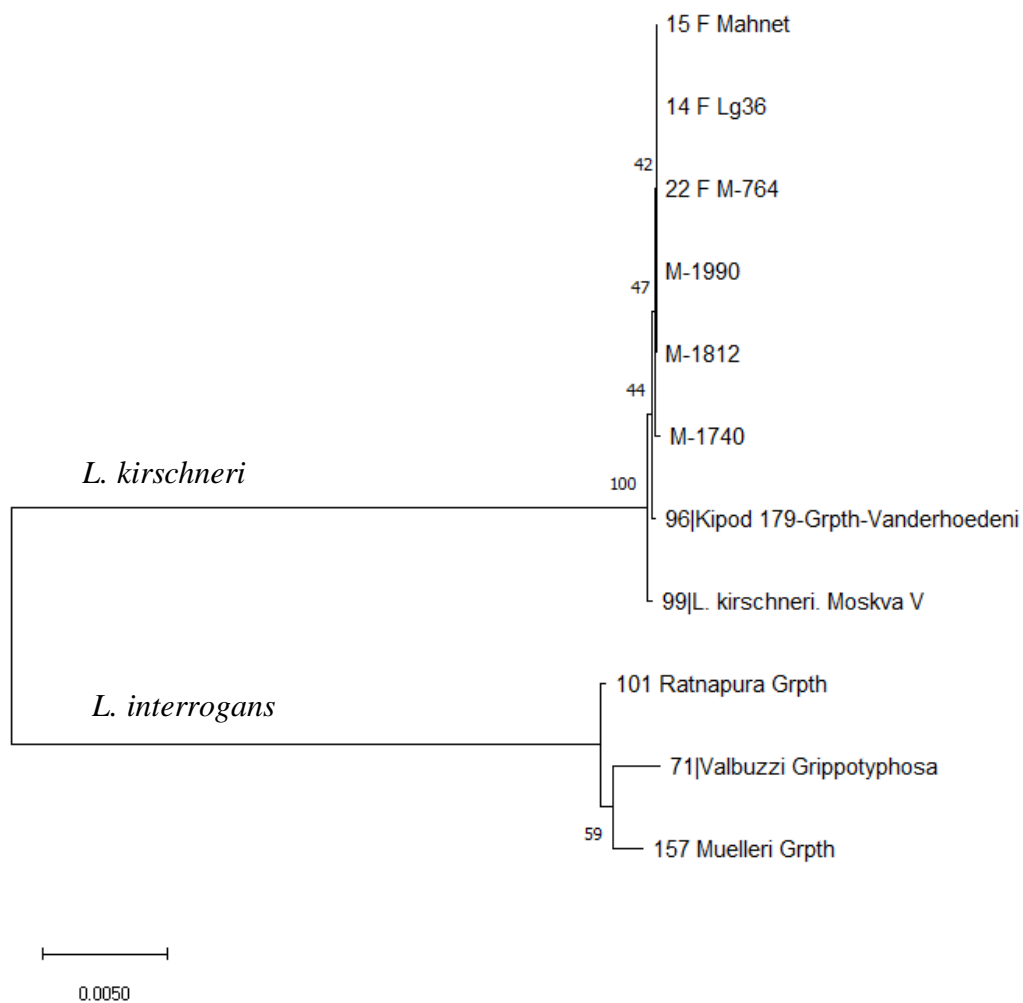 15 F Mahnet
14 F Lg36
42
22 F M-764
M-1990
47
M-1812
44
M-1740
L. kirschneri
100
96|Kipod 179-Grpth-Vanderhoedeni
99|L. kirschneri. Moskva V
101 Ratnapura Grpth
L. interrogans
71|Valbuzzi Grippotyphosa
59
157 Muelleri Grpth
0.0050